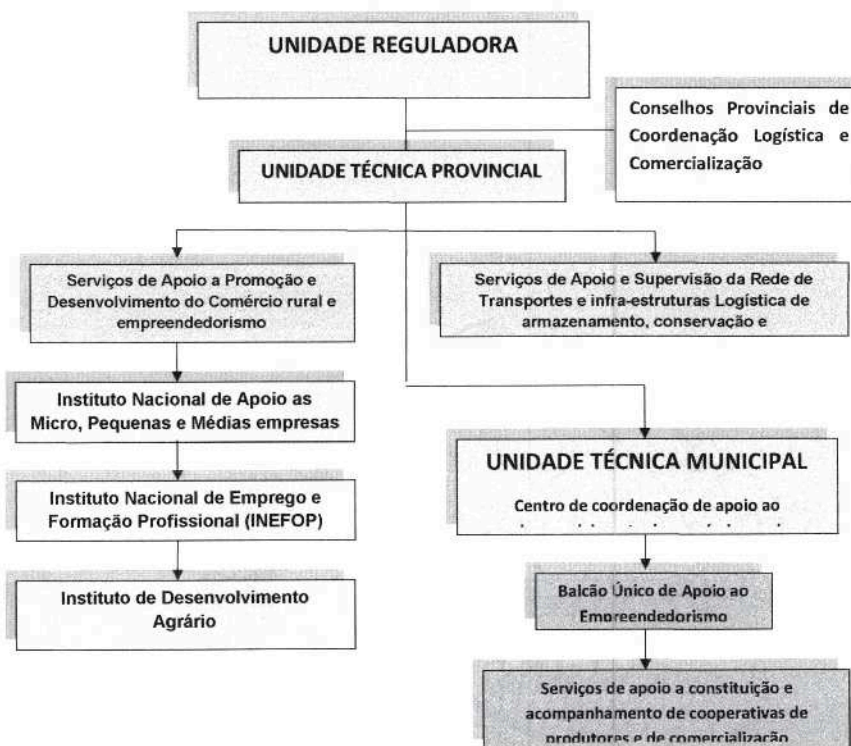 UNIDADE REGULADORA
Conselhos Provinciais de
Coordenação Logística e
Comercialização
UNIDADE TÉCNICA PROVINCIAL
Serviços de Apoio a Promoção e
Desenvolvimento do Comércio rural e
empreendedorismo
Serviços de Apoio e Supervisão da Rede de
Transportes e infra-estruturas Logística de
armazenamento, conservação e
Instituto Nacional de Apoio as
Micro, Pequenas e Médias empresas
Instituto Nacional de Emprego e
Formação Profissional (INEFOP)
Instituto de Desenvolvimento
Agrário
UNIDADE TÉCNICA MUNICIPAL
Centro de coordenação de apoio ao
Balcão Único de Apoio ao
Empreendedorismo
Serviços de apoio a constituição e
acompanhamento de cooperativas de
produtores e de comercialização